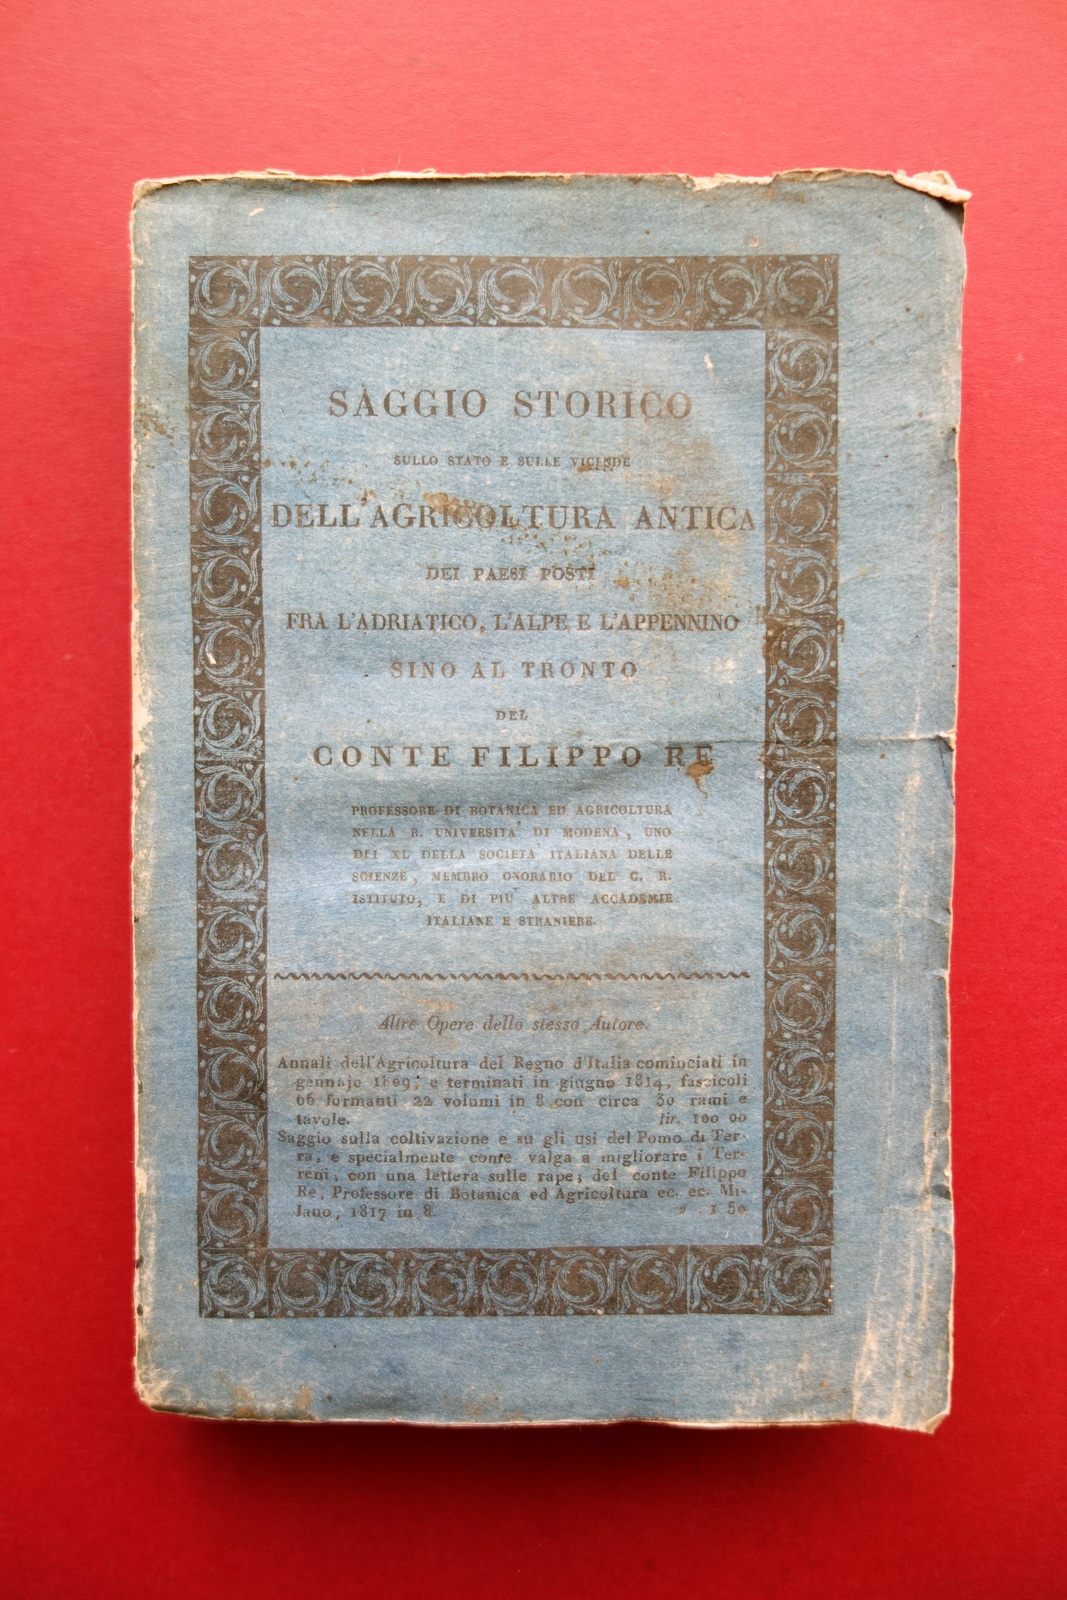 SAGGIO STORICO
SULLO STATO E SULLE VICENDE
DELL'AGRICOLTURA ANTICA
DEI PAESI POSTI
FRA L'ADRIATICO, L'ALPE E L'APPENNINO
SINO AL TRONTO
DEL
CONTE FILIPPO RE
PROFESSORE DI BOTANICA ED AGRICOLTURA
NELLA R. UNIVERSITA' DI MODENA, UNO
DEI XL DELLA SOCIETA' ITALIANA DELLE
SCIENZE, MEMBRO ONORARIO DEL C. R.
ISTITUTO, E DI PIU' ALTRE ACCADEMIE
ITALIANE E STRANIERE.
Altre Opere dello stesso Autore.
Annali dell'Agricoltura del Regno d'Italia cominciati in
gennajo 1809; e terminati in giugno 1814, fascicoli
66 formanti 22 volumi in 8 con circa 30 rami e
tavole. lir. 100 00
Saggio sulla coltivazione e su gli usi del Pomo di Ter-
ra, e specialmente come valga a migliorare i Ter-
reni, con una lettera sulle rape; del conte Filippo
Re, Professore di Botanica ed Agricoltura ec. ec. Mi-
lano, 1817 in 8. 1 50